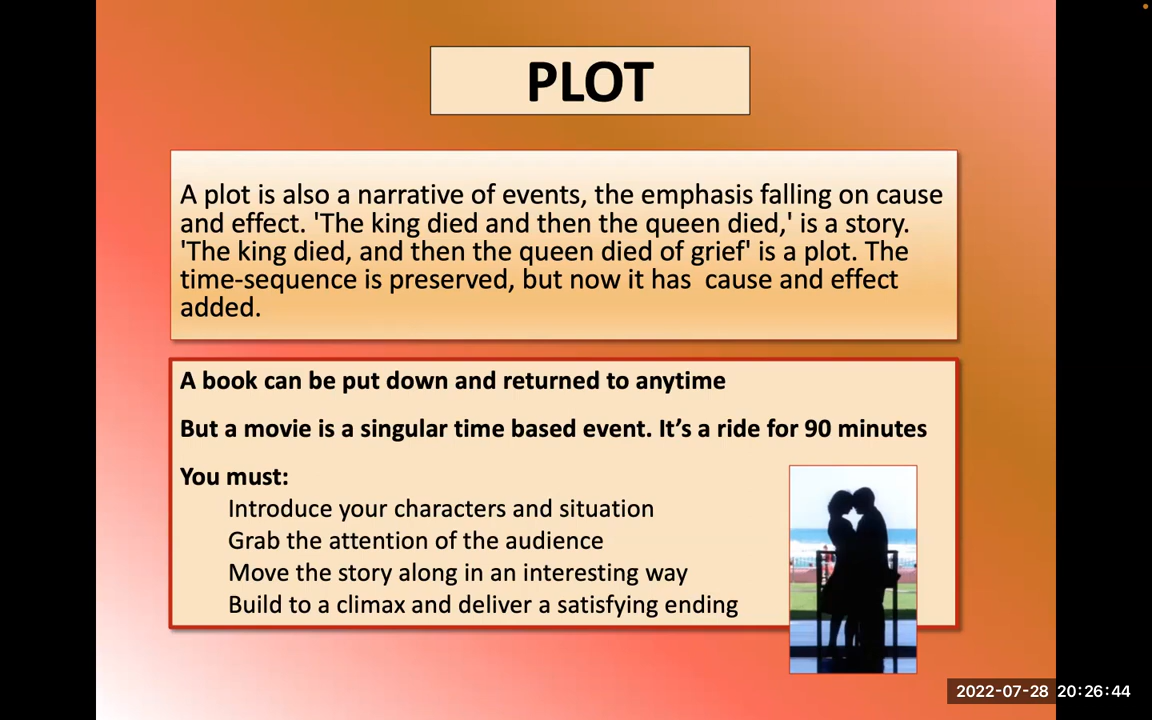 PLOT
A plot is also a narrative of events, the emphasis falling on cause
and effect. 'The king died and then the queen died,' is a story.
'The king died, and then the queen died of grief' is a plot. The
time-sequence is preserved, but now it has  cause and effect
added.
A book can be put down and returned to anytime
But a movie is a singular time based event. It’s a ride for 90 minutes
You must:
Introduce your characters and situation
Grab the attention of the audience
Move the story along in an interesting way
Build to a climax and deliver a satisfying ending
2022-07-28 20:26:44